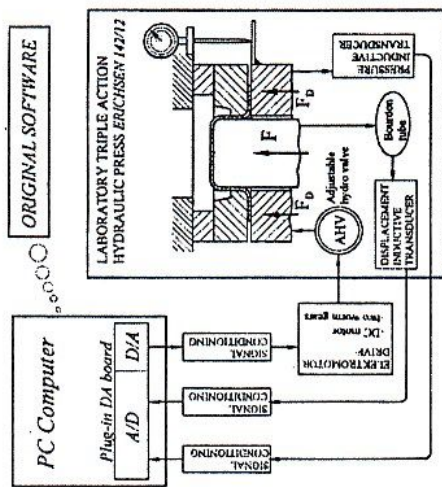 ORIGINAL SOFTWARE
PC Computer
Plug-in DA board
A/D
D/A
SIGNAL
CONDITIONING
SIGNAL
CONDITIONING
SIGNAL
CONDITIONING
LABORATORY TRIPLE ACTION
HYDRAULIC PRESS ERICHSEN 142/12
F_D
F
F_D
Adjustable
hydro valve
AHV
ELEKTROMOTOR
DRIVE-
-DC motor
-two worm gears
PRESSURE
INDUCTIVE
TRANSDUCER
Bourdon
tube
DISPLACEMENT
INDUCTIVE
TRANSDUCER